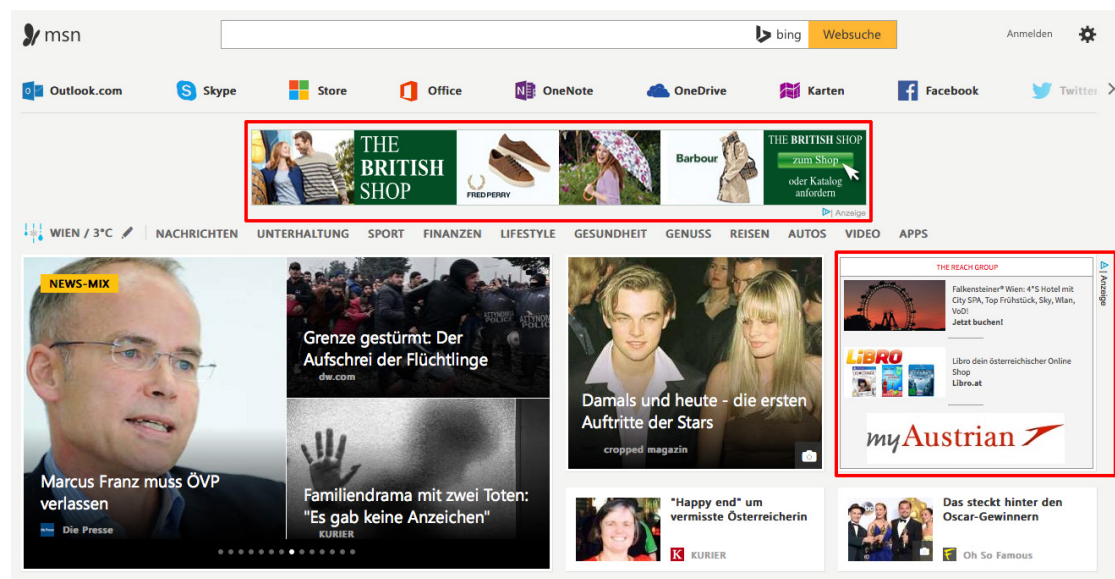 msn
bing Websuche
Anmelden
Outlook.com Skype Store Office OneNote OneDrive Karten Facebook Twitter
THE
BRITISH
SHOP
FRED PERRY
Barbour
THE BRITISH SHOP
zum Shop
oder Katalog
anfordern
Anzeige
WIEN / 3°C NACHRICHTEN UNTERHALTUNG SPORT FINANZEN LIFESTYLE GESUNDHEIT GENUSS REISEN AUTOS VIDEO APPS
NEWS-MIX
Marcus Franz muss ÖVP
verlassen
Die Presse
POLICE
Grenze gestürmt: Der
Aufschrei der Flüchtlinge
dw.com
Familiendrama mit zwei Toten:
"Es gab keine Anzeichen"
KURIER
Damals und heute - die ersten
Auftritte der Stars
cropped magazin
THE REACH GROUP
Falkensteiner® Wien: 4*S Hotel mit
City SPA, Top Frühstück, Sky, Wlan,
VoD!
Jetzt buchen!
LiBRO
Libro dein österreichischer Online
Shop
Libro.at
myAustrian
Anzeige
"Happy end" um
vermisste Österreicherin
K KURIER
Das steckt hinter den
Oscar-Gewinnern
Oh So Famous